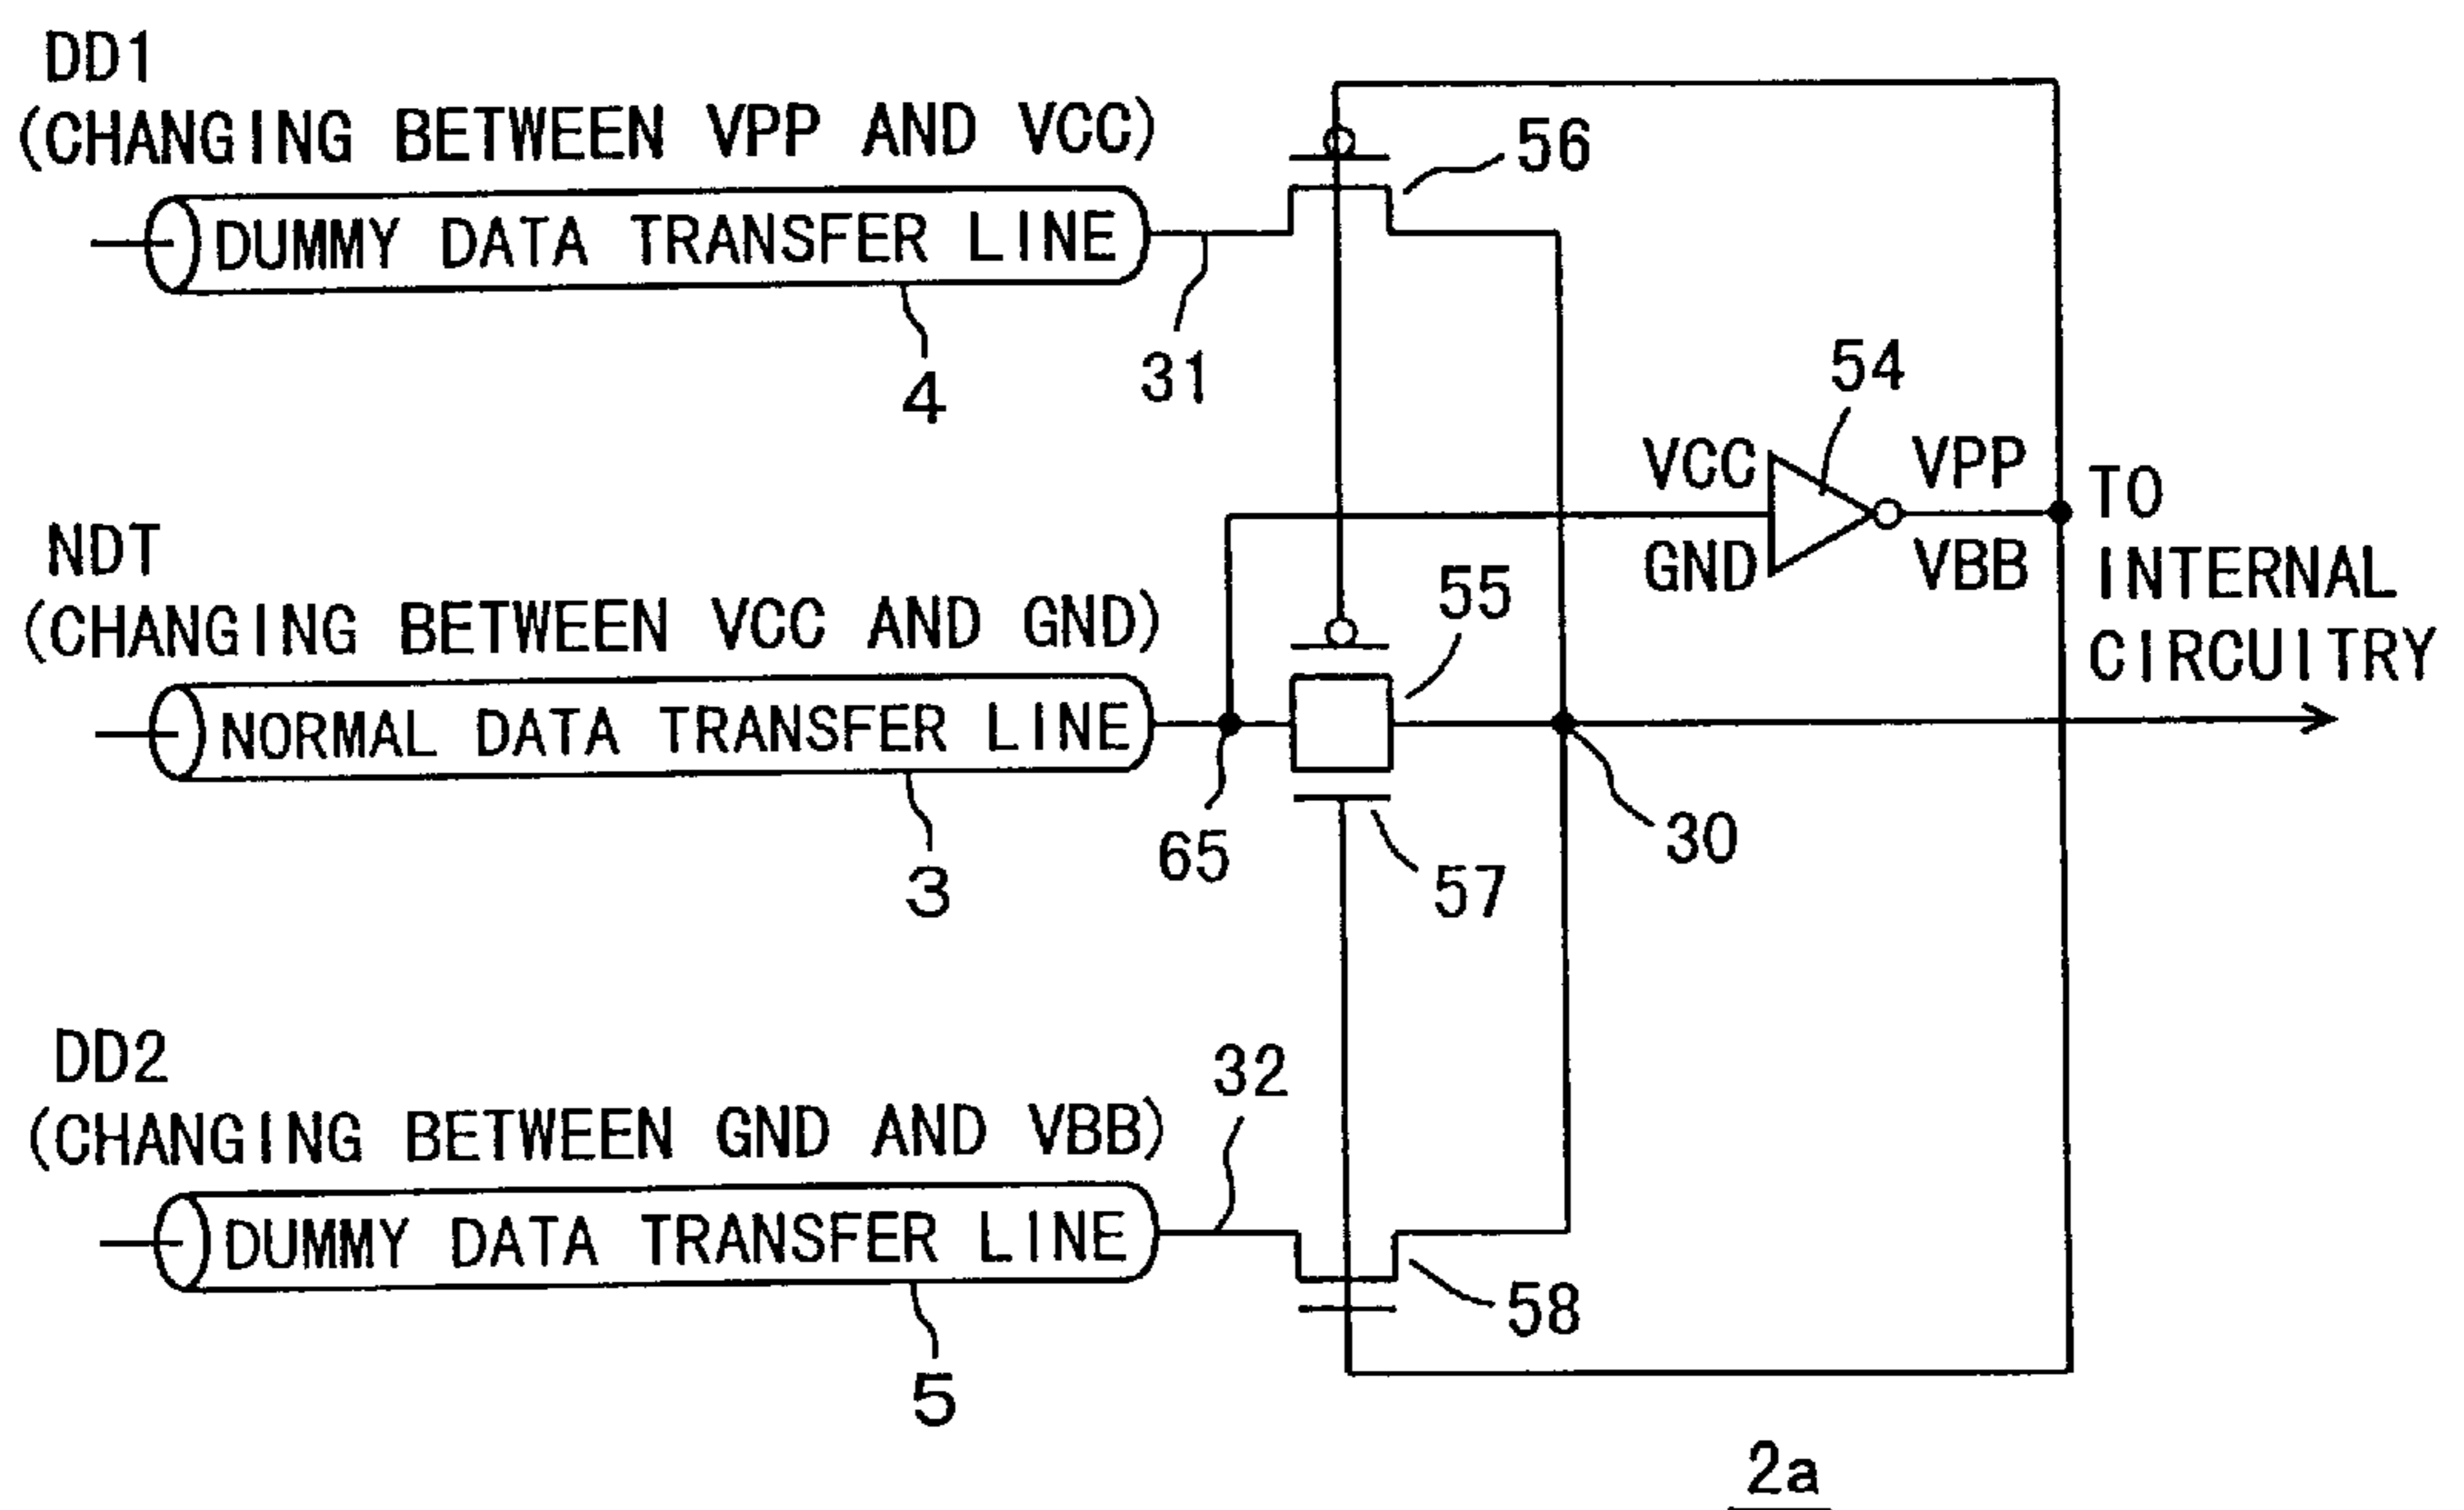 DD1
(CHANGING BETWEEN VPP AND VCC)
DUMMY DATA TRANSFER LINE
4
31
56
54
VCC
GND
VPP
VBB
TO
INTERNAL
CIRCUITRY
NDT
(CHANGING BETWEEN VCC AND GND)
NORMAL DATA TRANSFER LINE
3
65
55
57
30
DD2
(CHANGING BETWEEN GND AND VBB)
DUMMY DATA TRANSFER LINE
5
32
58
2a